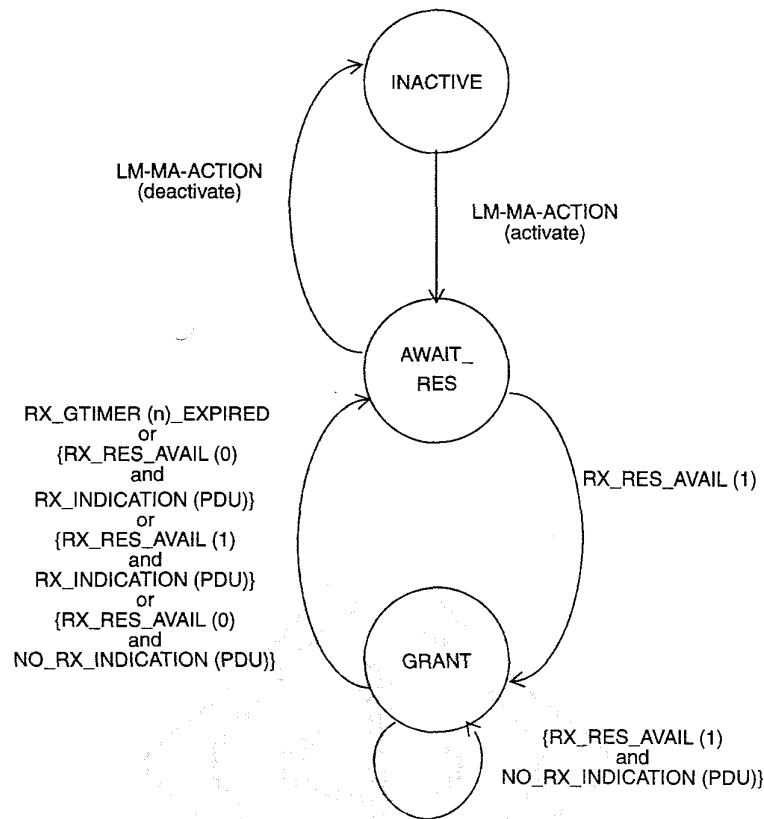 INACTIVE
LM-MA-ACTION
(deactivate)
LM-MA-ACTION
(activate)
AWAIT_
RES
RX_GTIMER (n)_EXPIRED
or
{RX_RES_AVAIL (0)
and
RX_INDICATION (PDU)}
or
{RX_RES_AVAIL (1)
and
RX_INDICATION (PDU)}
or
{RX_RES_AVAIL (0)
and
NO_RX_INDICATION (PDU)}
RX_RES_AVAIL (1)
GRANT
{RX_RES_AVAIL (1)
and
NO_RX_INDICATION (PDU)}